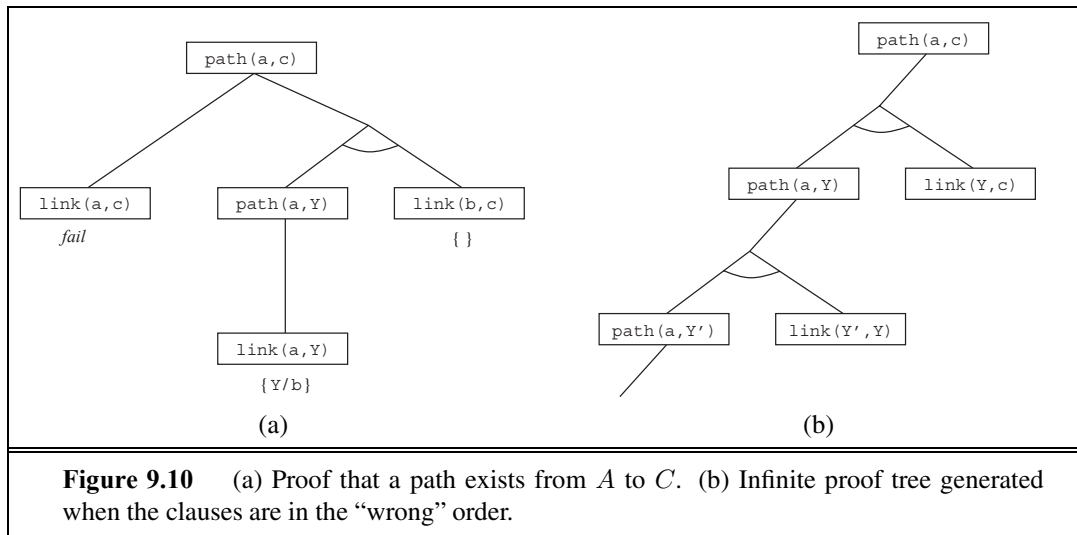 path(a,c)
link(a,c)
fail
path(a,Y)
link(b,c)
{ }
link(a,Y)
{Y/b}
(a)
path(a,c)
path(a,Y)
link(Y,c)
path(a,Y')
link(Y',Y)
(b)
Figure 9.10 (a) Proof that a path exists from A to C. (b) Infinite proof tree generated
when the clauses are in the “wrong” order.